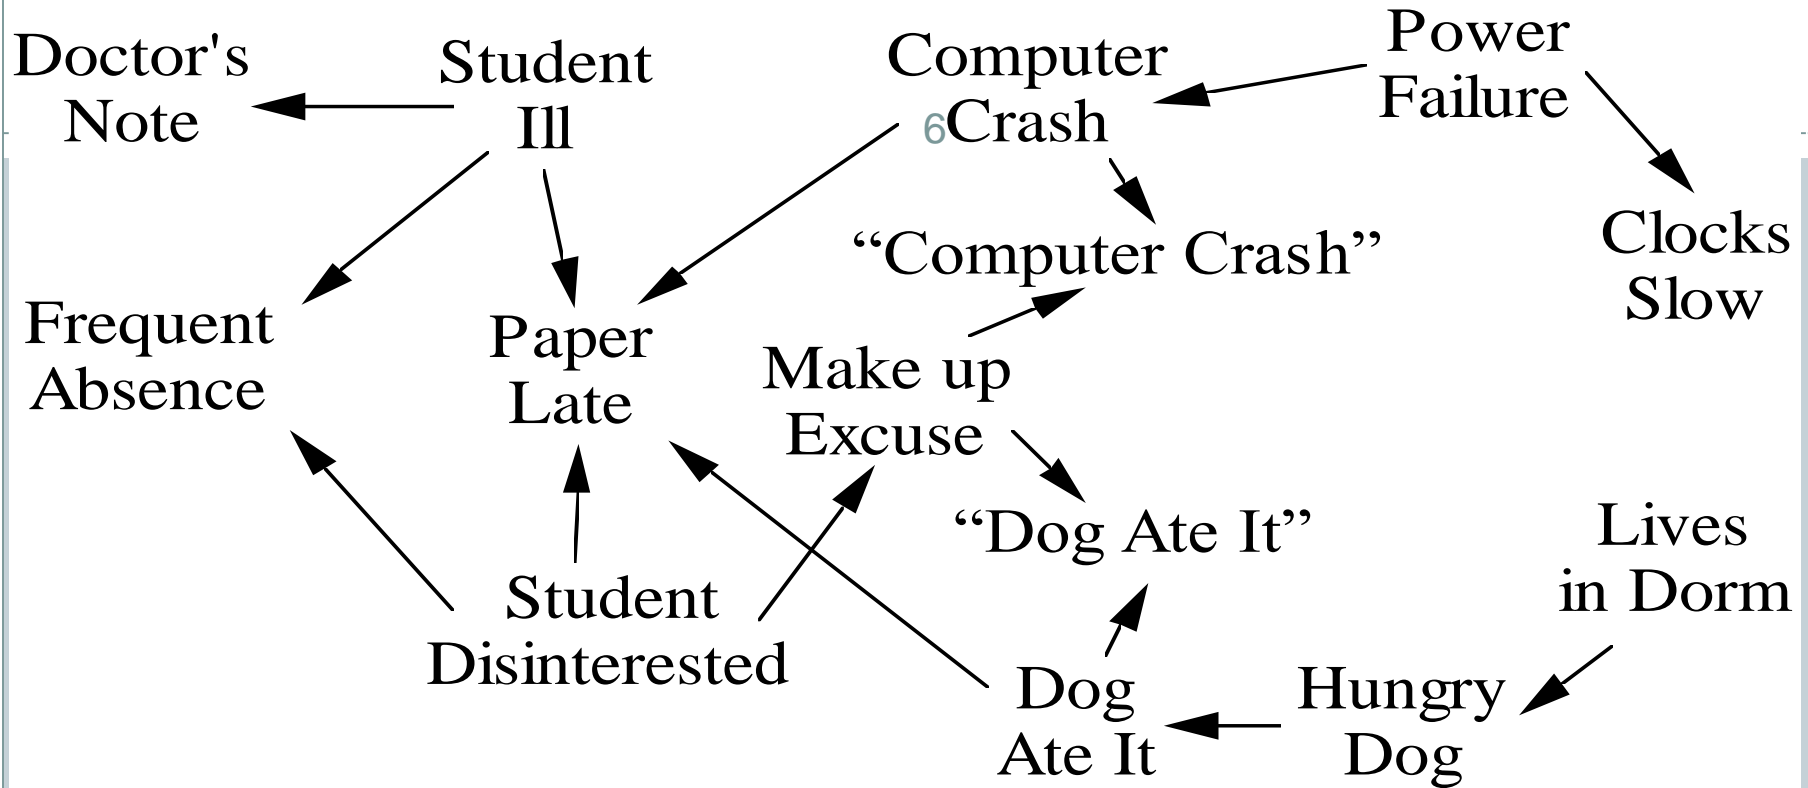 Doctor's
Note
Student
Ill
Computer
6Crash
Power
Failure
“Computer Crash”
Clocks
Slow
Frequent
Absence
Paper
Late
Make up
Excuse
“Dog Ate It”
Lives
in Dorm
Student
Disinterested
Dog
Ate It
Hungry
Dog